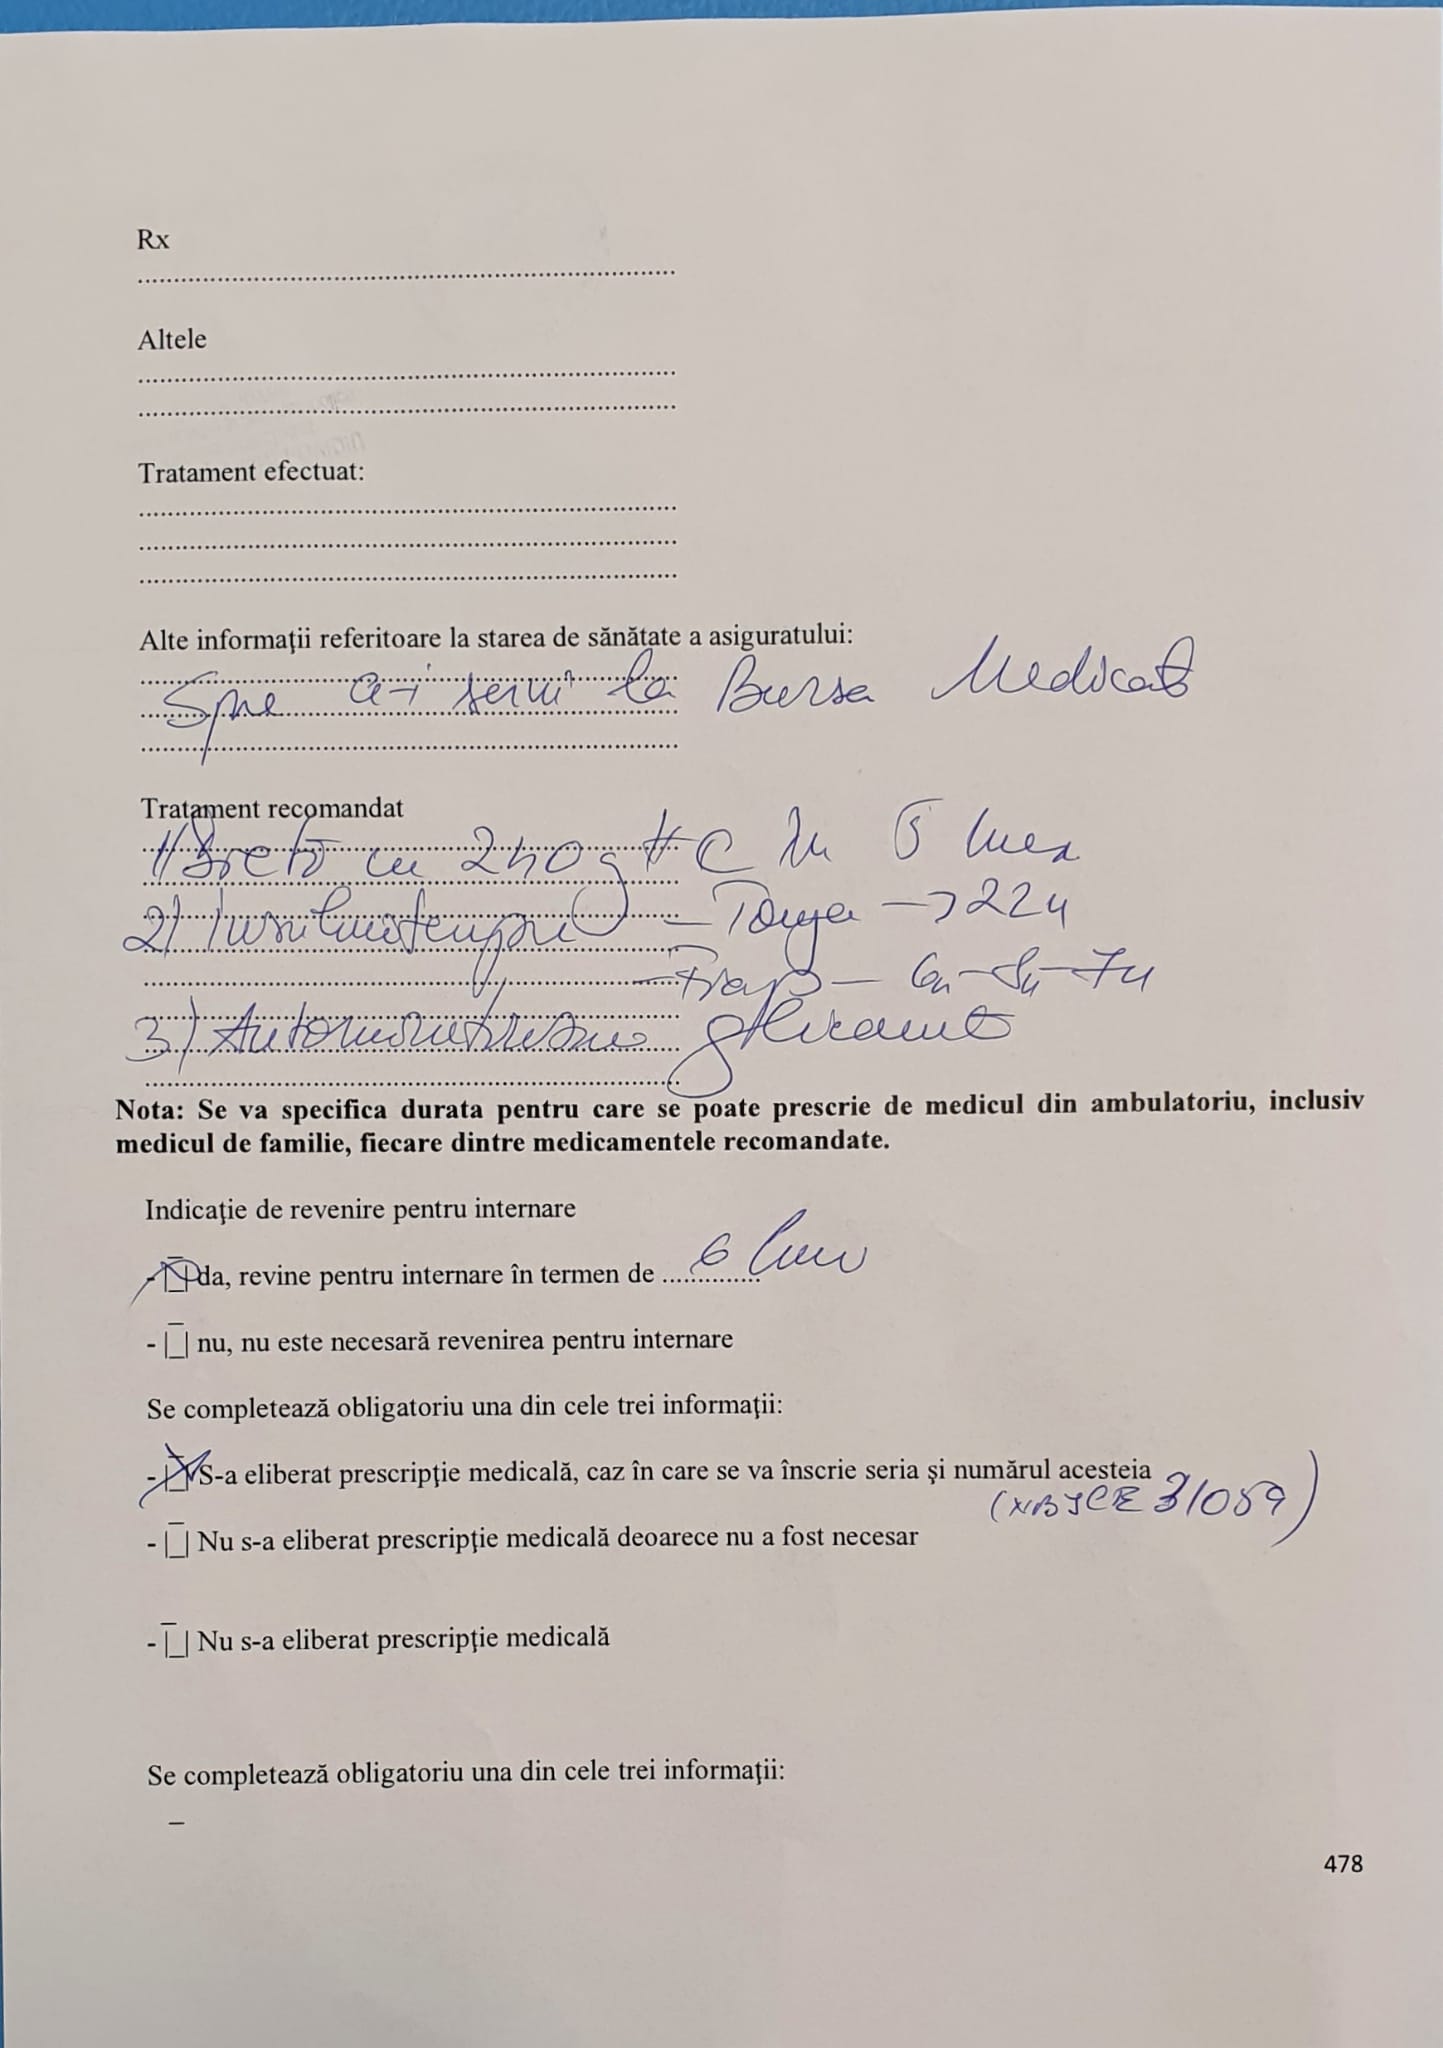 Rx
Altele
Tratament efectuat:
Alte informaţii referitoare la starea de sănătate a asiguratului:
Spre a-i servi la Bursa Medicală
Tratament recomandat
1) Dietă cu 240 g HC în 5 mese
2) - Toujeo → 22u
- Fiasp - 6u-8u-7u
3) Automonitorizare glicemică
Nota: Se va specifica durata pentru care se poate prescrie de medicul din ambulatoriu, inclusiv
medicul de familie, fiecare dintre medicamentele recomandate.
Indicaţie de revenire pentru internare
- |_| da, revine pentru internare în termen de ............. 6 luni
- |_| nu, nu este necesară revenirea pentru internare
Se completează obligatoriu una din cele trei informaţii:
- |_| S-a eliberat prescripţie medicală, caz în care se va înscrie seria şi numărul acesteia
31059)
- |_| Nu s-a eliberat prescripţie medicală deoarece nu a fost necesar
- |_| Nu s-a eliberat prescripţie medicală
Se completează obligatoriu una din cele trei informaţii:
478